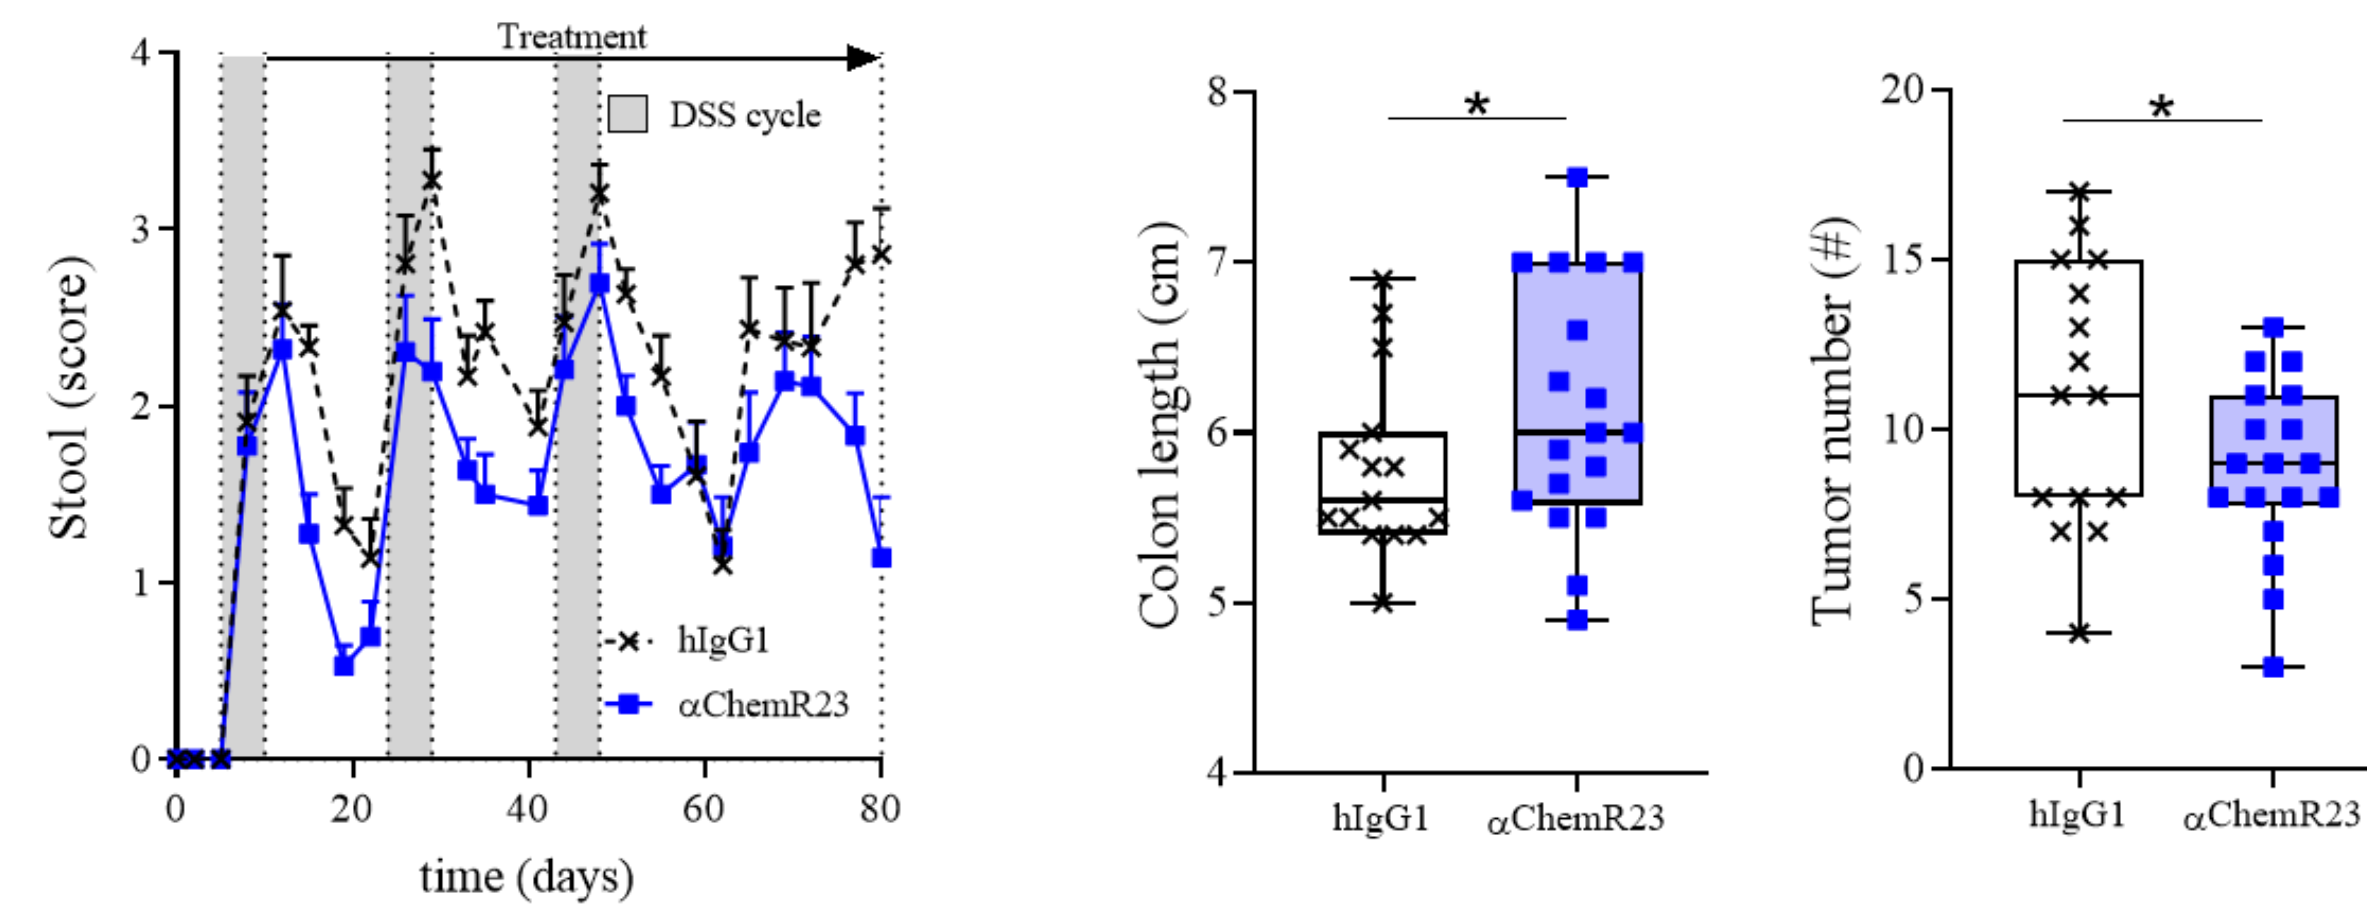 Treatment
4
3
2
1
0
Stool (score)
DSS cycle
hIgG1
αChemR23
0 20 40 60 80
time (days)
8
7
6
5
4
Colon length (cm)
*
hIgG1 αChemR23
20
15
10
5
0
Tumor number (#)
*
hIgG1 αChemR23